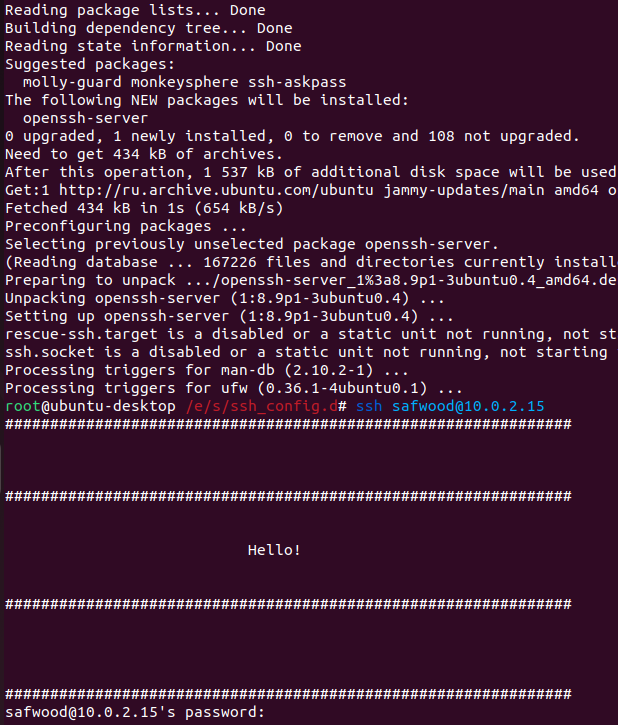 Reading package lists... Done
Building dependency tree... Done
Reading state information... Done
Suggested packages:
  molly-guard monkeysphere ssh-askpass
The following NEW packages will be installed:
  openssh-server
0 upgraded, 1 newly installed, 0 to remove and 108 not upgraded.
Need to get 434 kB of archives.
After this operation, 1 537 kB of additional disk space will be used
Get:1 http://ru.archive.ubuntu.com/ubuntu jammy-updates/main amd64 o
Fetched 434 kB in 1s (654 kB/s)
Preconfiguring packages ...
Selecting previously unselected package openssh-server.
(Reading database ... 167226 files and directories currently install
Preparing to unpack .../openssh-server_1%3a8.9p1-3ubuntu0.4_amd64.de
Unpacking openssh-server (1:8.9p1-3ubuntu0.4) ...
Setting up openssh-server (1:8.9p1-3ubuntu0.4) ...
rescue-ssh.target is a disabled or a static unit not running, not st
ssh.socket is a disabled or a static unit not running, not starting
Processing triggers for man-db (2.10.2-1) ...
Processing triggers for ufw (0.36.1-4ubuntu0.1) ...
root@ubuntu-desktop /e/s/ssh_config.d# ssh safwood@10.0.2.15
###############################################################
###############################################################
Hello!
###############################################################
###############################################################
safwood@10.0.2.15's password: